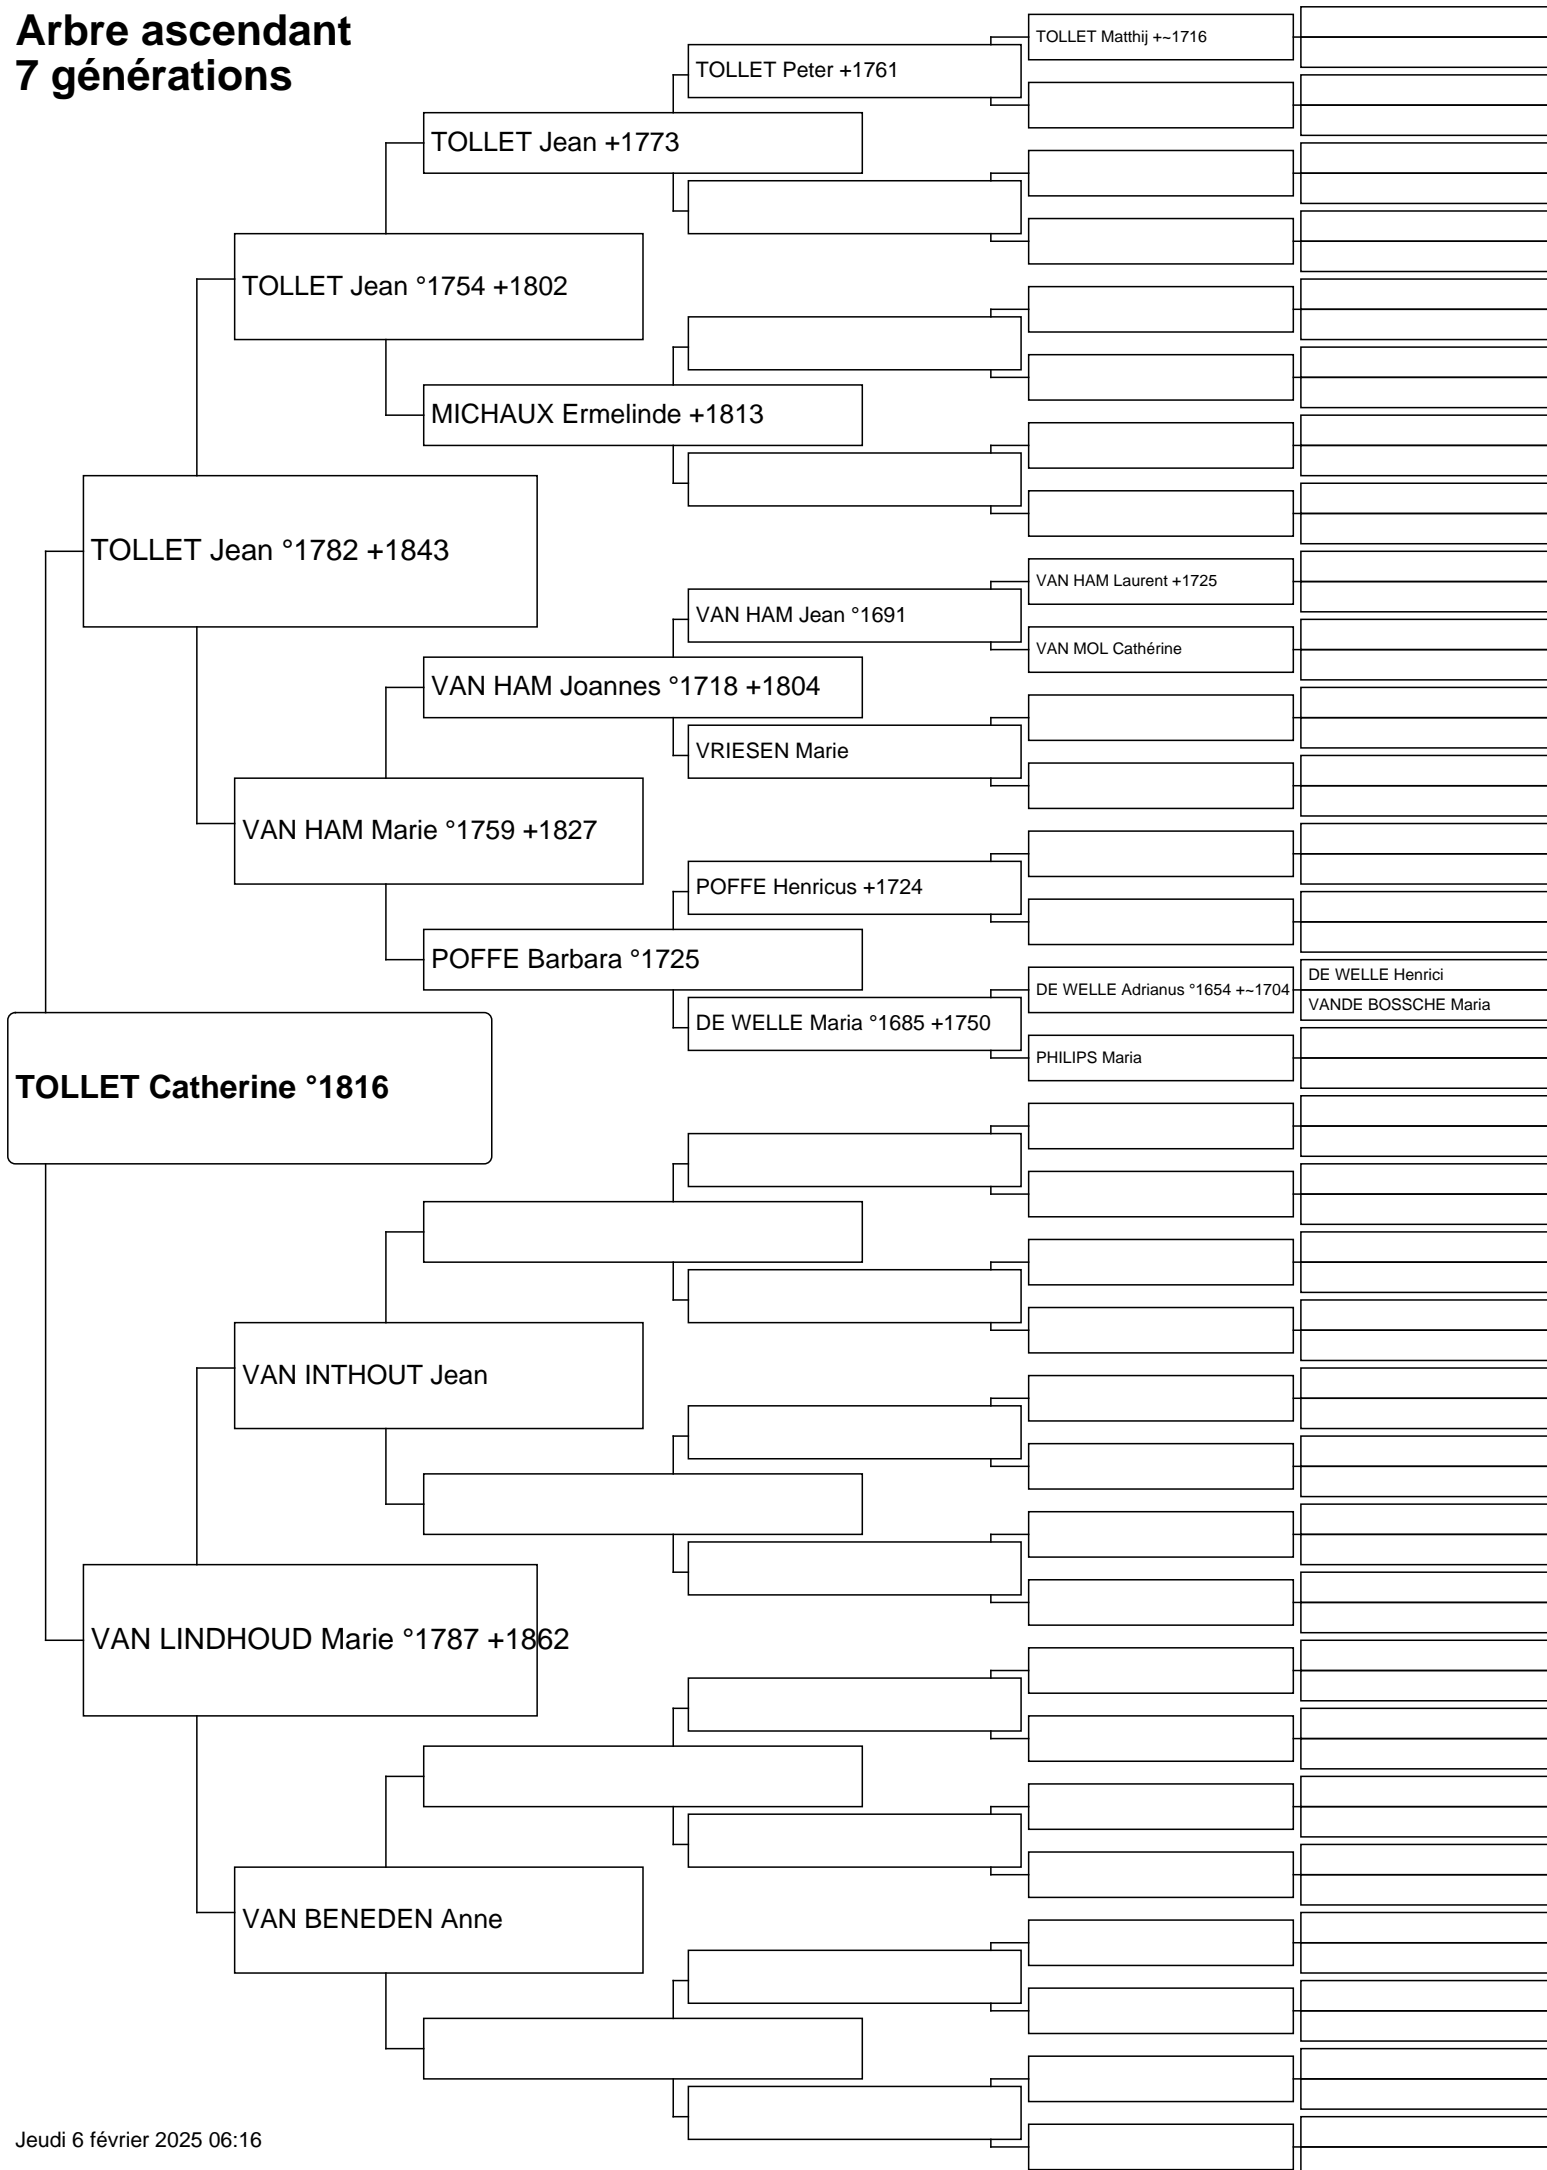 Arbre ascendant
7 générations
TOLLET Matthij +~1716
TOLLET Peter +1761
TOLLET Jean +1773
TOLLET Jean °1754 +1802
MICHAUX Ermelinde +1813
TOLLET Jean °1782 +1843
VAN HAM Laurent +1725
VAN HAM Jean °1691
VAN MOL Cathérine
VAN HAM Joannes °1718 +1804
VRIESEN Marie
VAN HAM Marie °1759 +1827
POFFE Henricus +1724
POFFE Barbara °1725
DE WELLE Henrici
DE WELLE Adrianus °1654 +~1704
VANDE BOSSCHE Maria
DE WELLE Maria °1685 +1750
PHILIPS Maria
TOLLET Catherine °1816
VAN INTHOUT Jean
VAN LINDHOUD Marie °1787 +1862
VAN BENEDEN Anne
Jeudi 6 février 2025 06:16